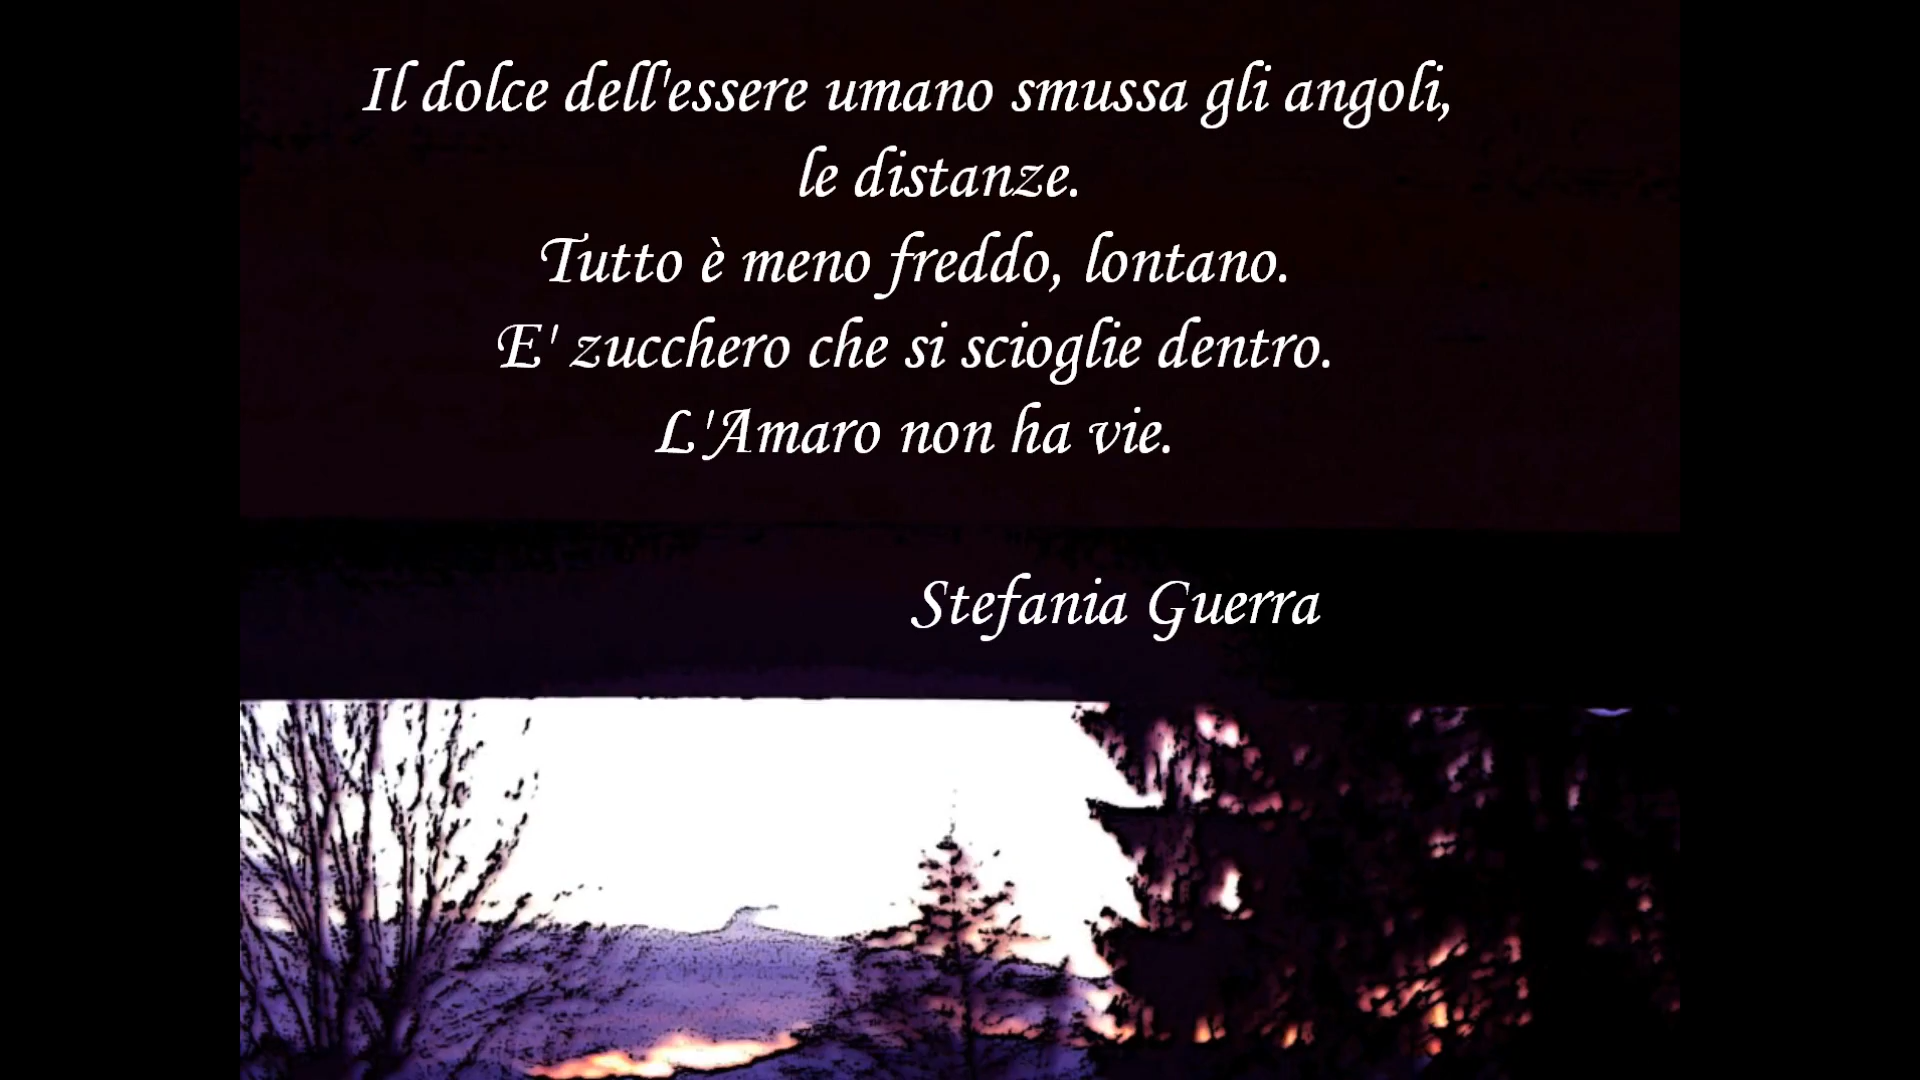 Il dolce dell'essere umano smussa gli angoli,
le distanze.
Tutto è meno freddo, lontano.
E' zucchero che si scioglie dentro.
L'Amaro non ha vie.
Stefania Guerra